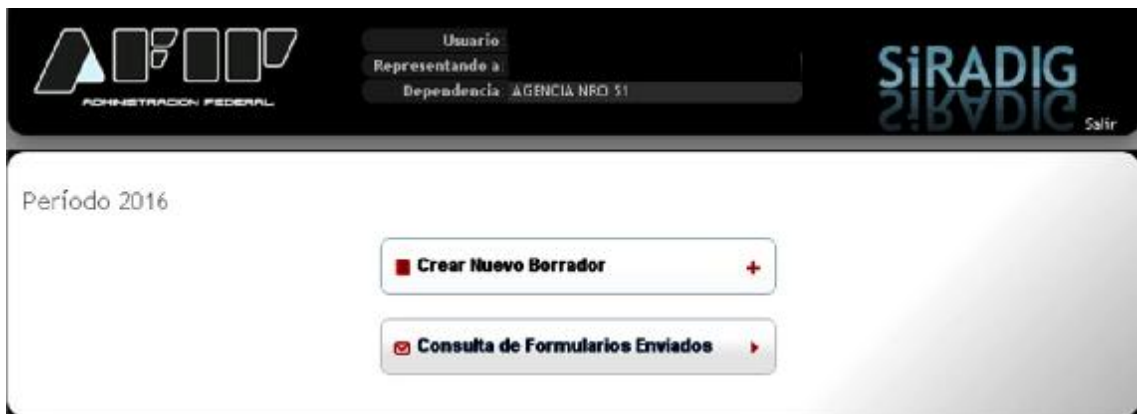 AFIP
ADMINISTRACION FEDERAL
Usuario
Representando a
Dependencia AGENCIA NRO 51
SiRADIG
Salir
Período 2016
Crear Nuevo Borrador
Consulta de Formularios Enviados